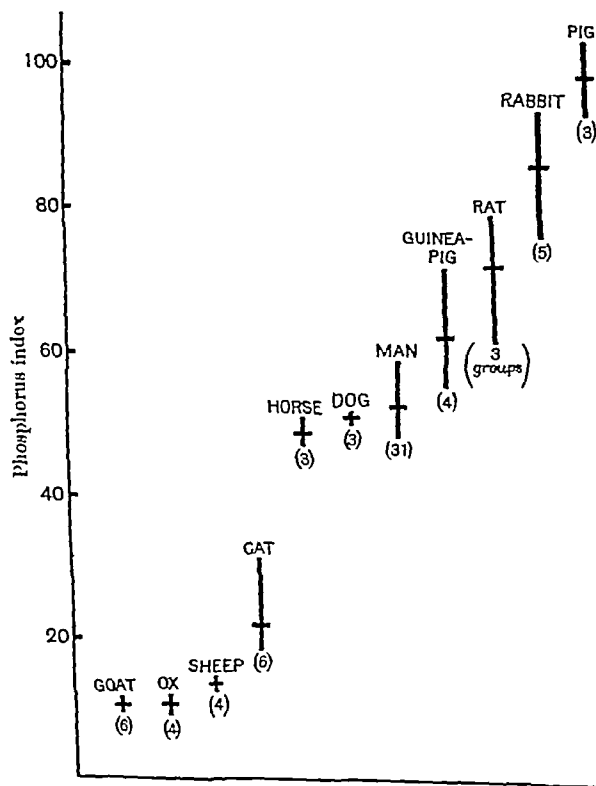 PIG
100
RABBIT
(3)
80
RAT
GUINEA-
PIG
(5)
60
MAN
(3
groups)
HORSE
DOG
(4)
(3)
(3)
(31)
Phosphorus index
40
CAT
20
SHEEP
(6)
GOAT
OX
(4)
(6)
(4)